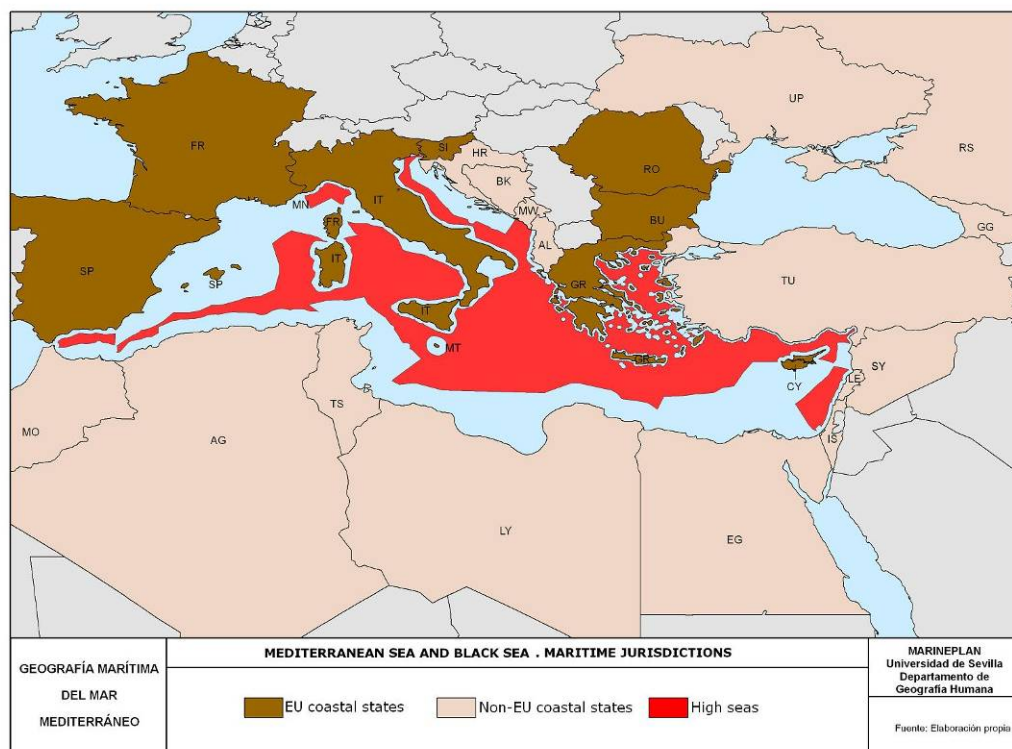 UP
FR
SI
HR
RS
BK
RO
MN
IT
MW
BU
GG
FR
AL
SP
SP
IT
GR
TU
IT
GR
MT
CY
LE
SY
MO
TS
IS
AG
LY
EG
GEOGRAFÍA MARÍTIMA
DEL MAR
MEDITERRÁNEO
MEDITERRANEAN SEA AND BLACK SEA . MARITIME JURISDICTIONS
EU coastal states
Non-EU coastal states
High seas
MARINEPLAN
Universidad de Sevilla
Departamento de
Geografía Humana
Fuente: Elaboración propia